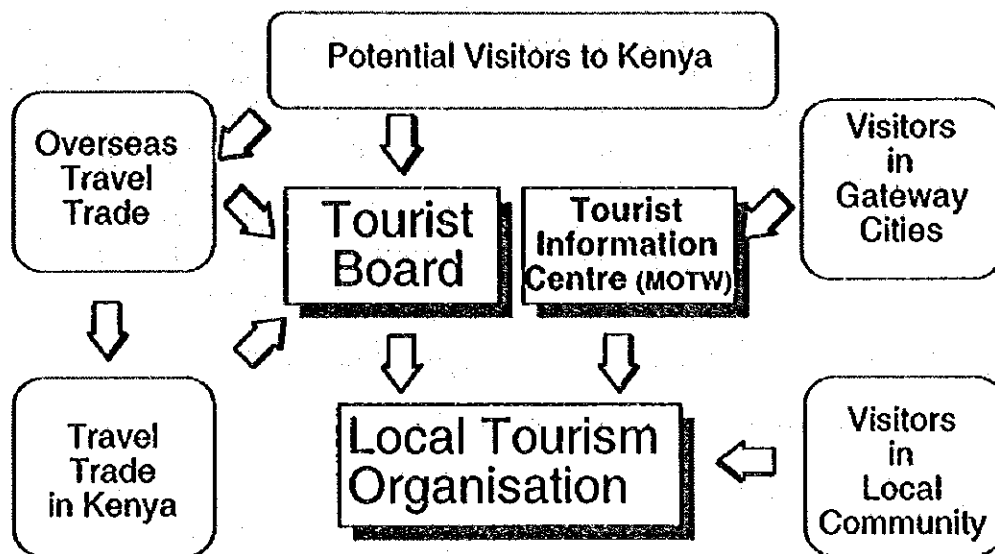 Potential Visitors to Kenya
Overseas
Travel
Trade
Tourist
Board
Tourist
Information
Centre (MOTW)
Visitors
in
Gateway
Cities
Travel
Trade
in Kenya
Local Tourism
Organisation
Visitors
in
Local
Community